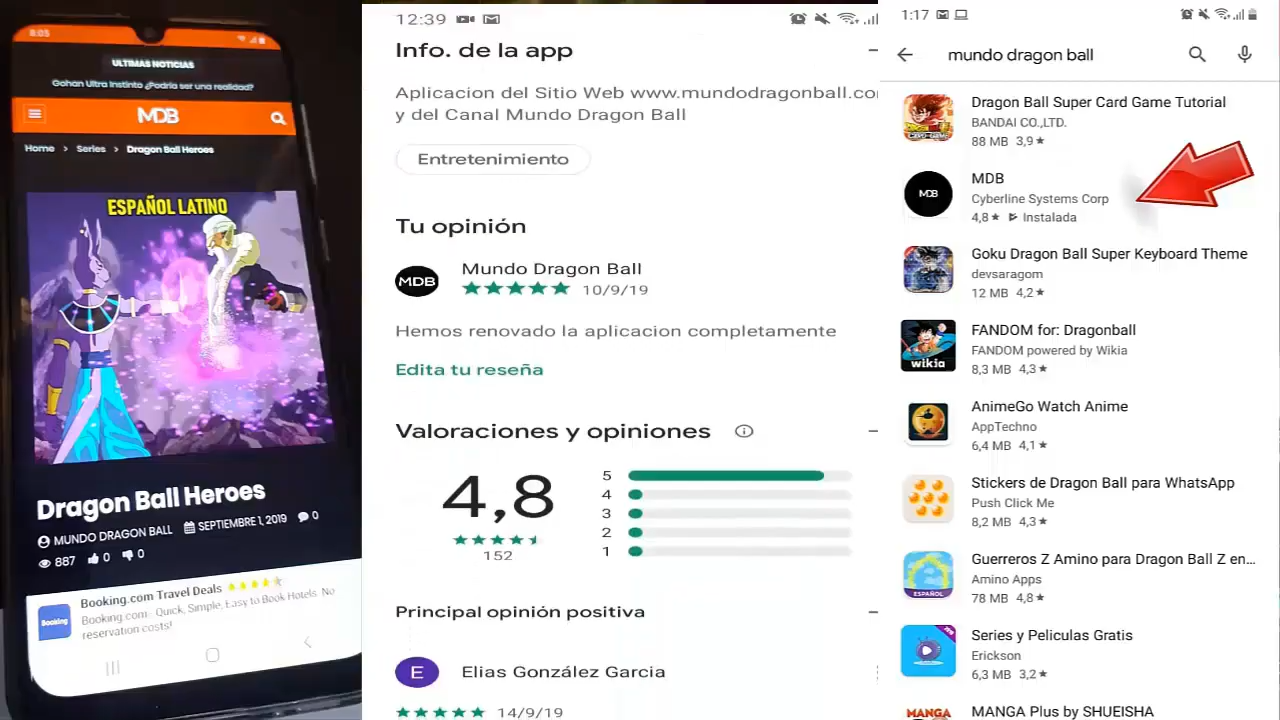 8:05
ULTIMAS NOTICIAS
Gohan Ultra Instinto ¿Podria ser una realidad?
MDB
Home > Series > Dragon Ball Heroes
ESPAÑOL LATINO
Dragon Ball Heroes
MUNDO DRAGON BALL SEPTIEMBRE 1, 2019 0
887 0 0
Booking.com Travel Deals
Booking.com - Quick, Simple, Easy to Book Hotels. No
reservation costs!
Booking
12:39
Info. de la app
Aplicacion del Sitio Web www.mundodragonball.co
y del Canal Mundo Dragon Ball
Entretenimiento
Tu opinión
MDB
Mundo Dragon Ball
10/9/19
Hemos renovado la aplicacion completamente
Edita tu reseña
Valoraciones y opiniones
4,8
152
5
4
3
2
1
Principal opinión positiva
E
Elias González Garcia
14/9/19
1:17
mundo dragon ball
Dragon Ball Super Card Game Tutorial
BANDAI CO.,LTD.
88 MB 3,9
MDB
MDB
Cyberline Systems Corp
4,8 Instalada
Goku Dragon Ball Super Keyboard Theme
devsaragom
12 MB 4,2
FANDOM for: Dragonball
FANDOM powered by Wikia
8,3 MB 4,3
wikia
AnimeGo Watch Anime
AppTechno
6,4 MB 4,1
Stickers de Dragon Ball para WhatsApp
Push Click Me
8,2 MB 4,3
Guerreros Z Amino para Dragon Ball Z en...
Amino Apps
78 MB 4,8
ESPAÑOL
Series y Peliculas Gratis
Erickson
6,3 MB 3,2
MANGA Plus by SHUEISHA
MANGA